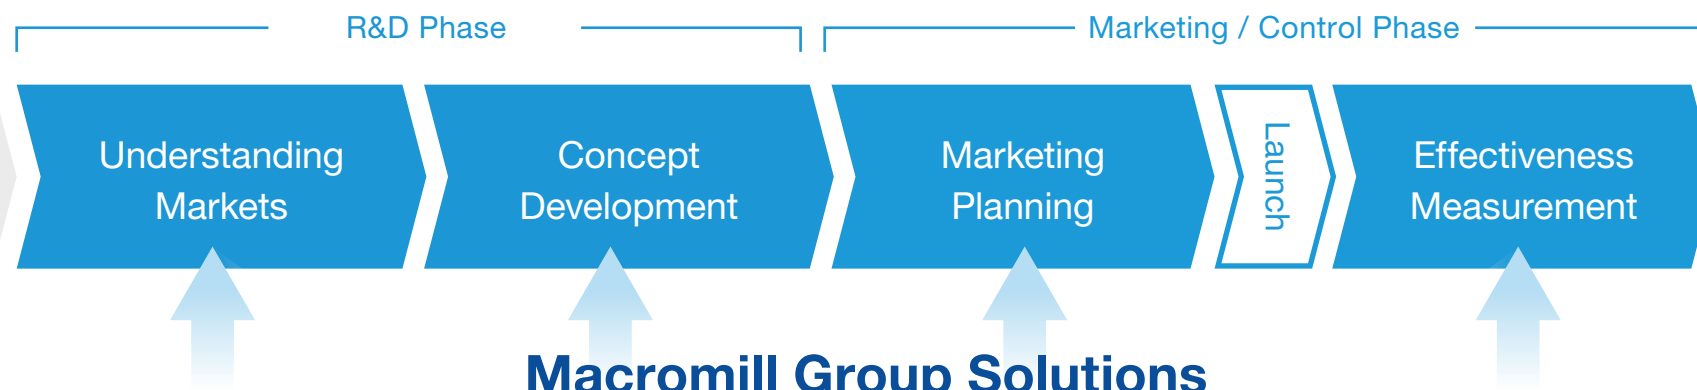 R&D Phase
Marketing / Control Phase
Understanding
Markets
Concept
Development
Marketing
Planning
Launch
Effectiveness
Measurement
Macromill Group Solutions